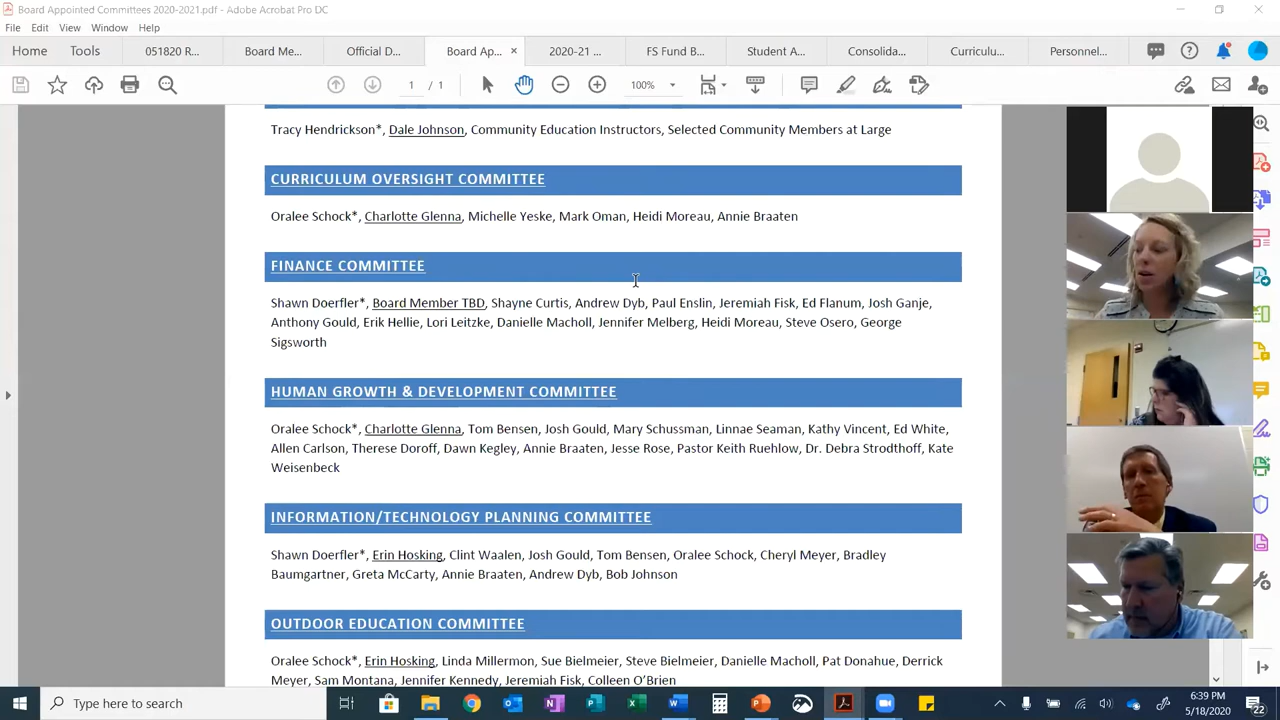 Board Appointed Committees 2020-2021.pdf - Adobe Acrobat Pro DC
File Edit View Window Help
Home Tools 051820 R... Board Me... Official D... Board Ap... × 2020-21 ... FS Fund B... Student A... Consolida... Curriculu... Personnel...
1 / 1 100%
Tracy Hendrickson*, Dale Johnson, Community Education Instructors, Selected Community Members at Large
CURRICULUM OVERSIGHT COMMITTEE
Oralee Schock*, Charlotte Glenna, Michelle Yeske, Mark Oman, Heidi Moreau, Annie Braaten
FINANCE COMMITTEE
Shawn Doerfler*, Board Member TBD, Shayne Curtis, Andrew Dyb, Paul Enslin, Jeremiah Fisk, Ed Flanum, Josh Ganje,
Anthony Gould, Erik Hellie, Lori Leitzke, Danielle Macholl, Jennifer Melberg, Heidi Moreau, Steve Osero, George
Sigsworth
HUMAN GROWTH & DEVELOPMENT COMMITTEE
Oralee Schock*, Charlotte Glenna, Tom Bensen, Josh Gould, Mary Schussman, Linnae Seaman, Kathy Vincent, Ed White,
Allen Carlson, Therese Doroff, Dawn Kegley, Annie Braaten, Jesse Rose, Pastor Keith Ruehlow, Dr. Debra Strodthoff, Kate
Weisenbeck
INFORMATION/TECHNOLOGY PLANNING COMMITTEE
Shawn Doerfler*, Erin Hosking, Clint Waalen, Josh Gould, Tom Bensen, Oralee Schock, Cheryl Meyer, Bradley
Baumgartner, Greta McCarty, Annie Braaten, Andrew Dyb, Bob Johnson
OUTDOOR EDUCATION COMMITTEE
Oralee Schock*, Erin Hosking, Linda Millermon, Sue Bielmeier, Steve Bielmeier, Danielle Macholl, Pat Donahue, Derrick
Meyer, Sam Montana, Jennifer Kennedy, Jeremiah Fisk, Colleen O'Brien
Type here to search
6:39 PM
5/18/2020
22